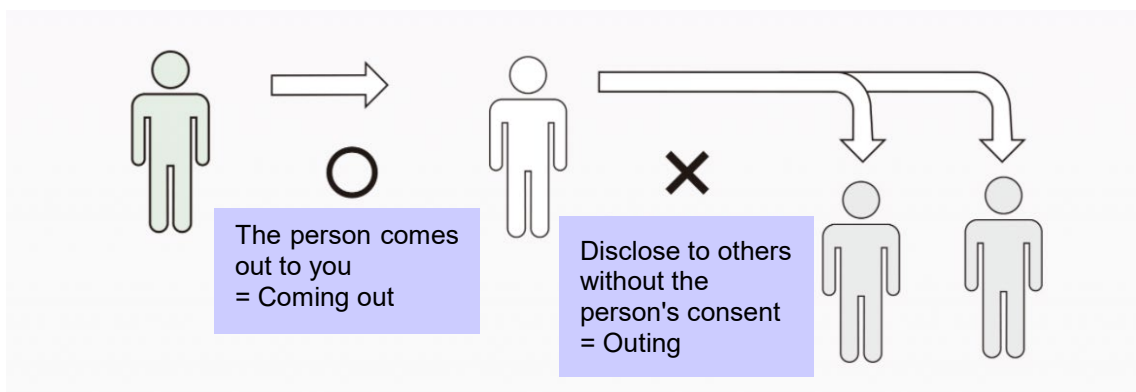 The person comes
out to you
= Coming out
Disclose to others
without the
person's consent
= Outing